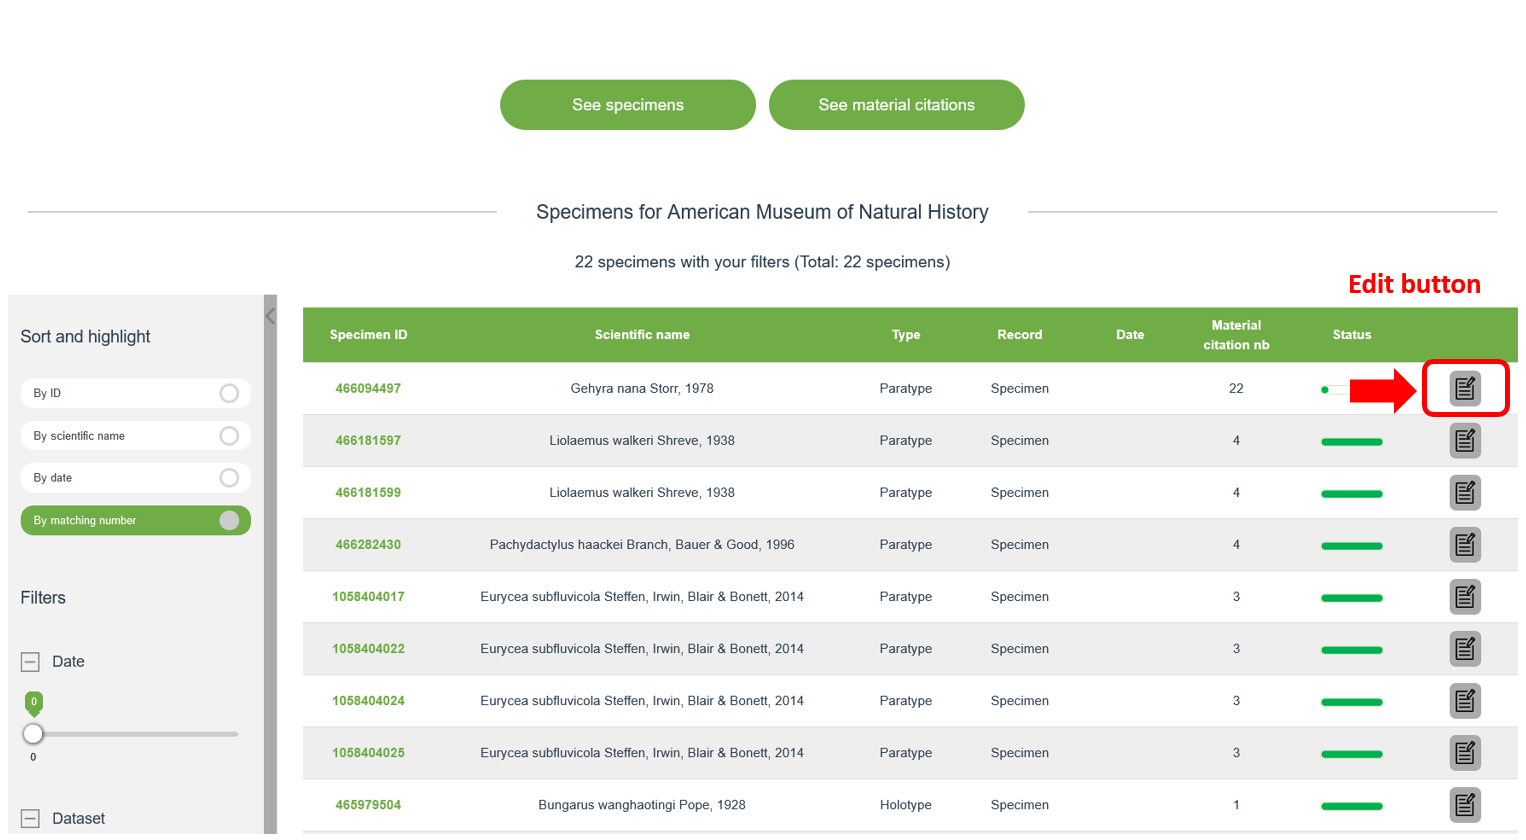 See specimens
See material citations
Specimens for American Museum of Natural History
22 specimens with your filters (Total: 22 specimens)
Edit button
Sort and highlight
By ID
By scientific name
By date
By matching number
Filters
Date
0
0
Dataset
Specimen ID Scientific name Type Record Date Material citation nb Status
466094497 Gehyra nana Storr, 1978 Paratype Specimen 22
466181597 Liolaemus walkeri Shreve, 1938 Paratype Specimen 4
466181599 Liolaemus walkeri Shreve, 1938 Paratype Specimen 4
466282430 Pachydactylus haackei Branch, Bauer & Good, 1996 Paratype Specimen 4
1058404017 Eurycea subfluvicola Steffen, Irwin, Blair & Bonett, 2014 Paratype Specimen 3
1058404022 Eurycea subfluvicola Steffen, Irwin, Blair & Bonett, 2014 Paratype Specimen 3
1058404024 Eurycea subfluvicola Steffen, Irwin, Blair & Bonett, 2014 Paratype Specimen 3
1058404025 Eurycea subfluvicola Steffen, Irwin, Blair & Bonett, 2014 Paratype Specimen 3
465979504 Bungarus wanghaotingi Pope, 1928 Holotype Specimen 1